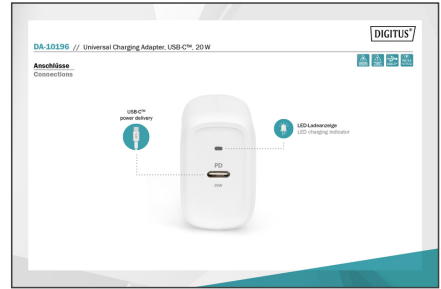 DIGITUS®
DA-10196 // Universal Charging Adapter, USB-C™, 20 W
Anschlüsse
Connections
USB-C™
power delivery
LED-Ladeanzeige
LED charging indicator
PD
20W